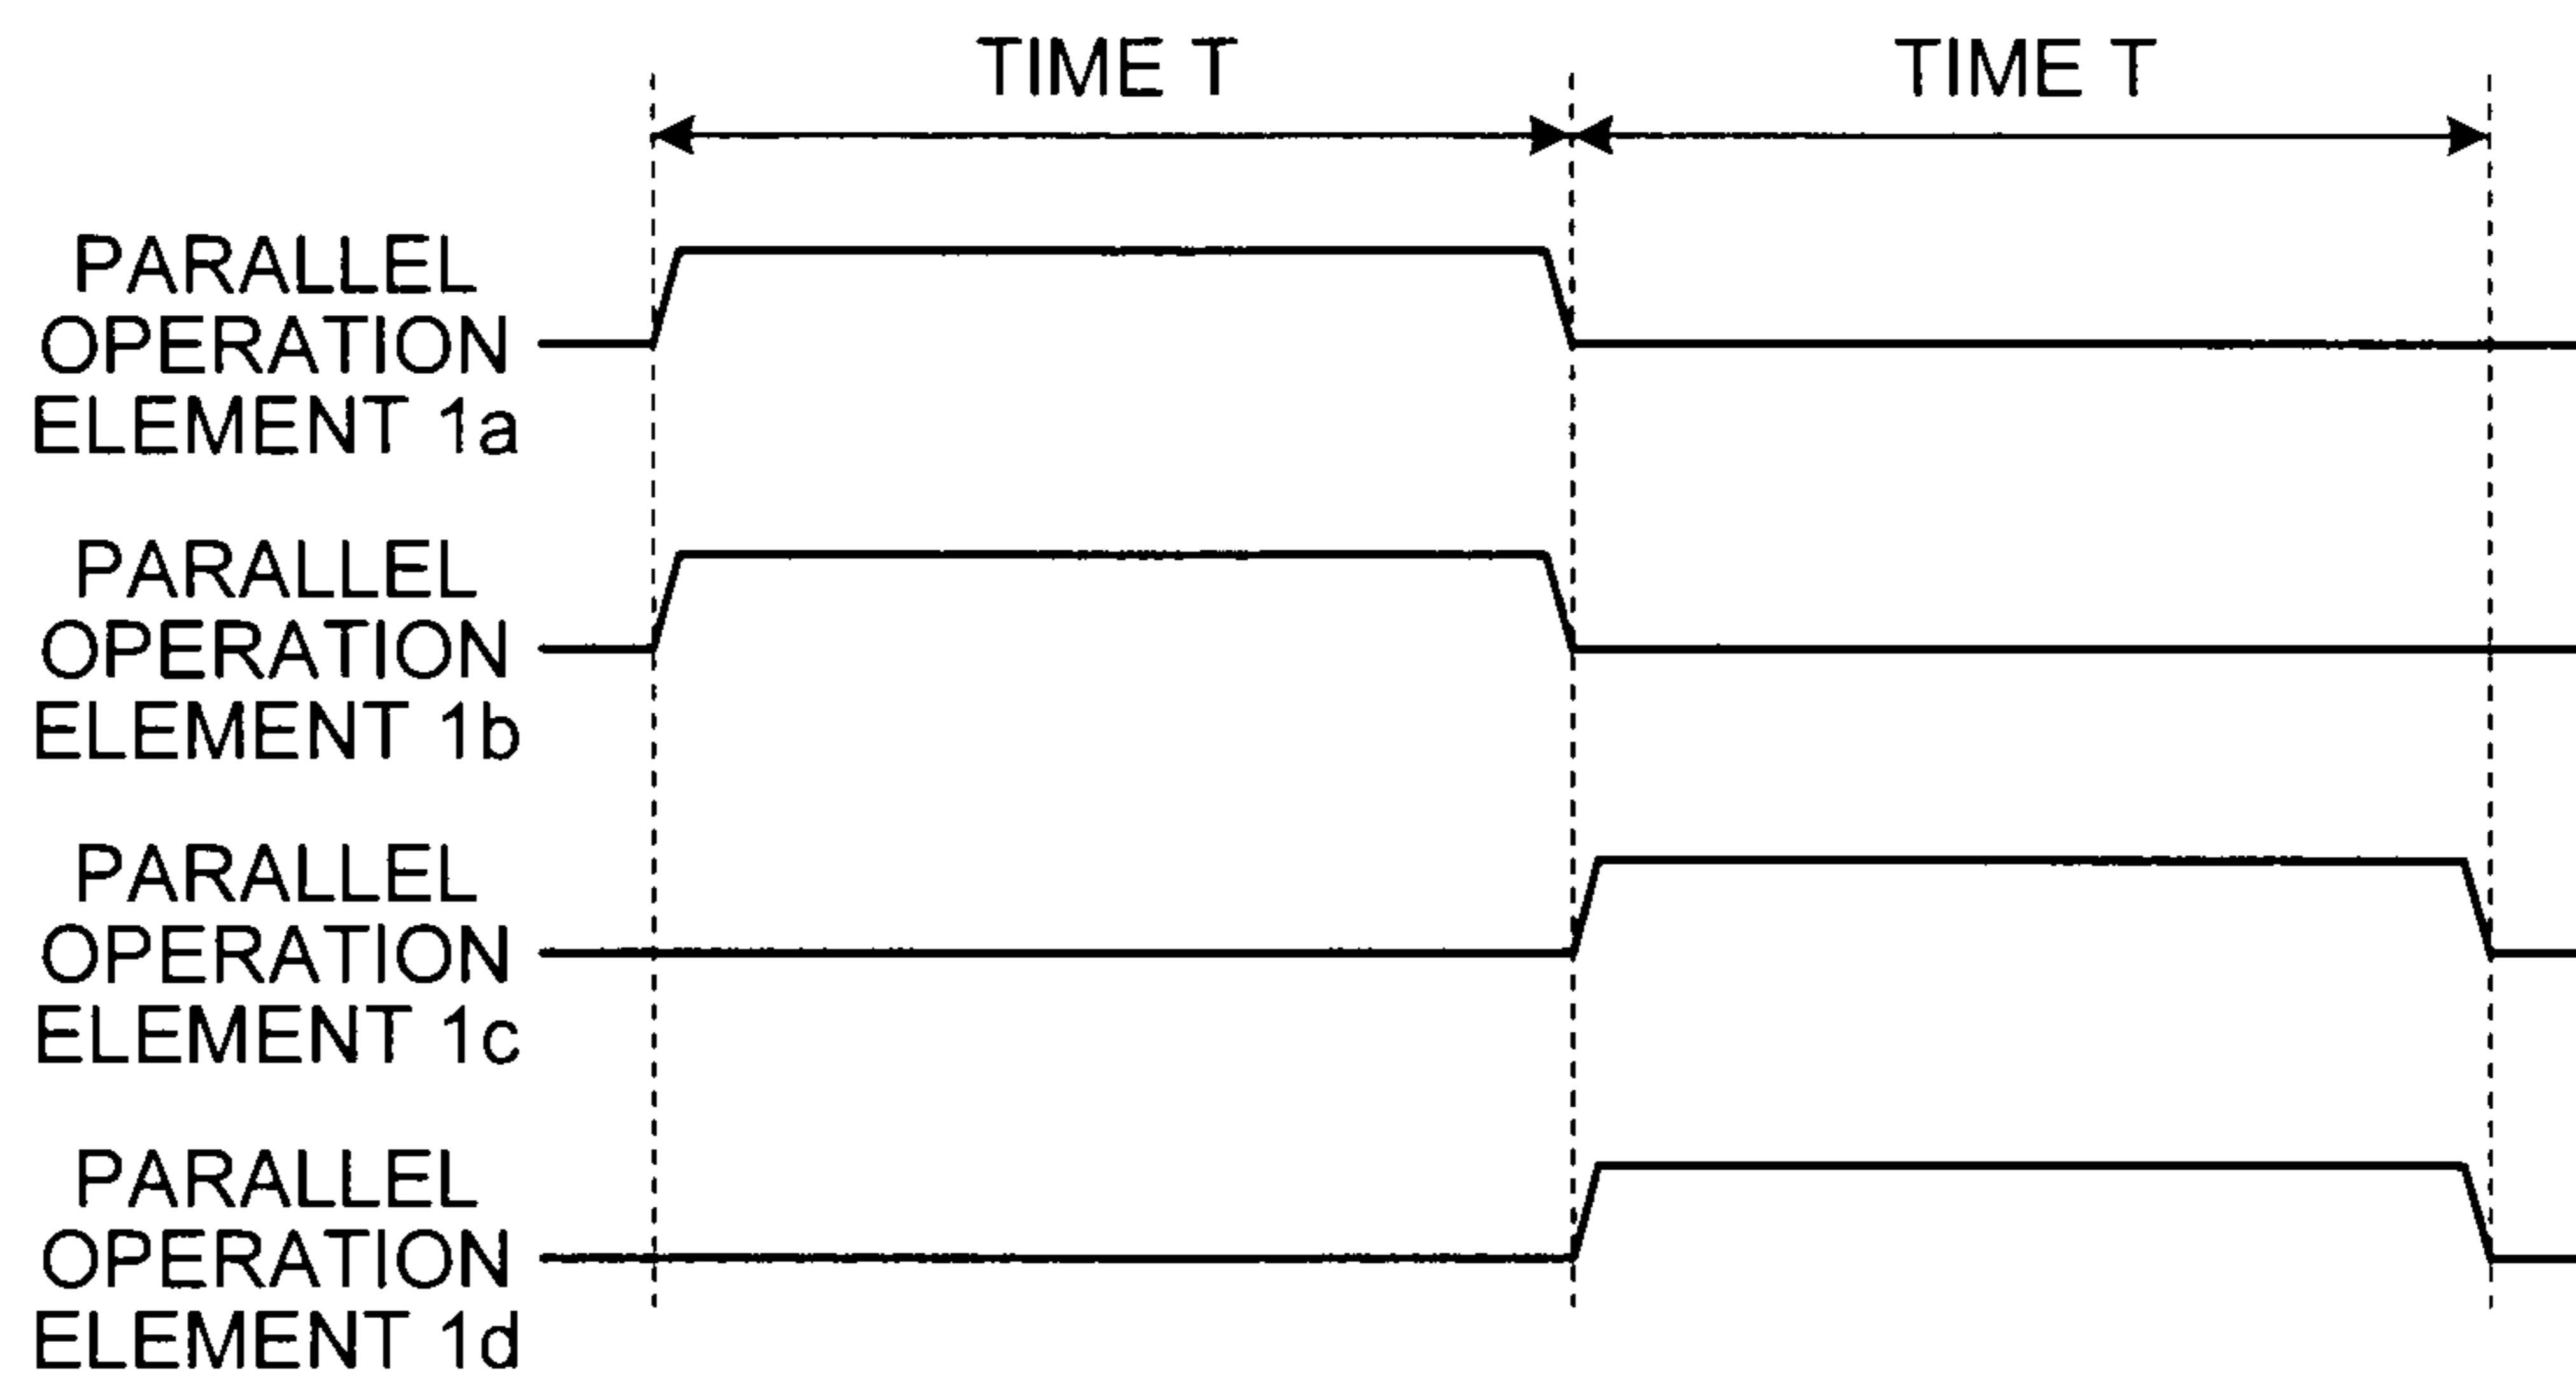 TIME T
TIME T
PARALLEL
OPERATION
ELEMENT 1a
PARALLEL
OPERATION
ELEMENT 1b
PARALLEL
OPERATION
ELEMENT 1c
PARALLEL
OPERATION
ELEMENT 1d